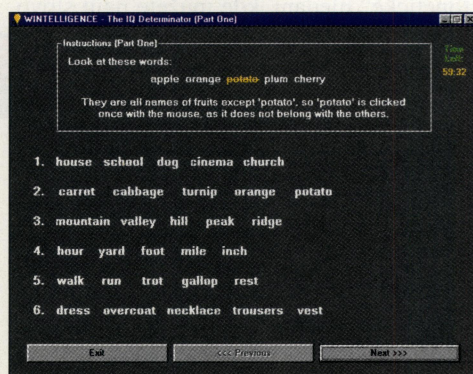 WINTELLIGENCE - The IQ Determinator (Part One)
Instructions (Part One)
Look at these words:
apple orange potato plum cherry
They are all names of fruits except 'potato', so 'potato' is clicked
once with the mouse, as it does not belong with the others.
Time
59:32
1. house school dog cinema church
2. carrot cabbage turnip orange potato
3. mountain valley hill peak ridge
4. hour yard foot mile inch
5. walk run trot gallop rest
6. dress overcoat necklace trousers vest
Exit
<<< Previous
Next >>>